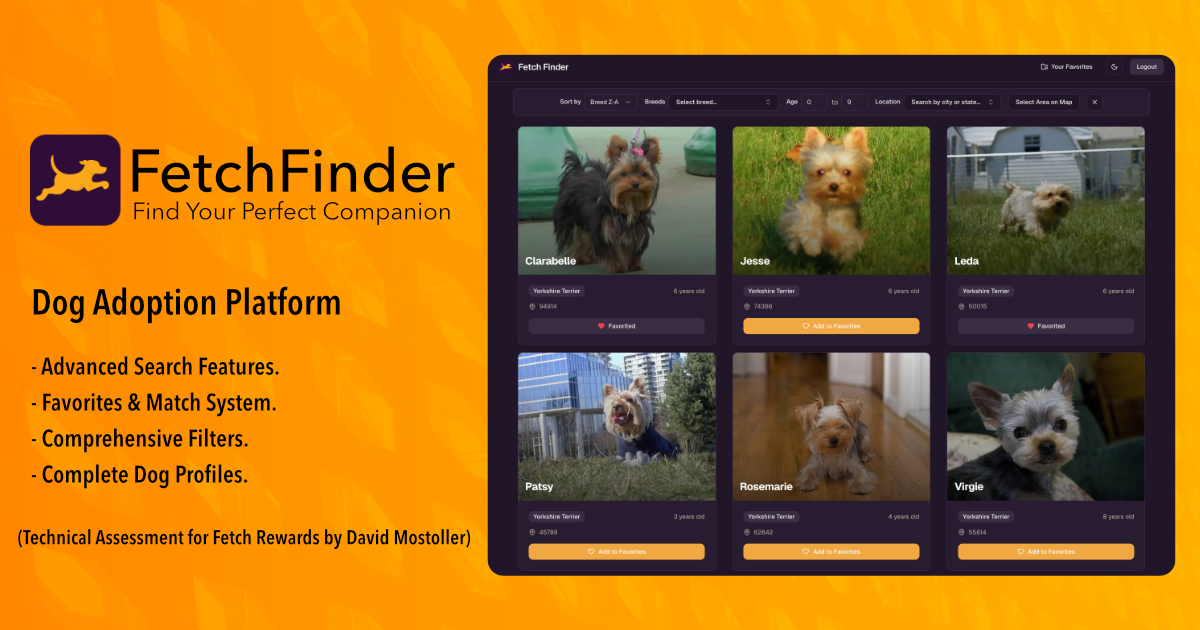 FetchFinder
Find Your Perfect Companion
Dog Adoption Platform
- Advanced Search Features.
- Favorites & Match System.
- Comprehensive Filters.
- Complete Dog Profiles.
(Technical Assessment for Fetch Rewards by David Mostoller)
Fetch Finder
Your Favorites
Logout
Sort by Breed Z-A Breeds Select breed... Age 0 to 9 Location Search by city or state... Select Area on Map
Clarabelle
Yorkshire Terrier 6 years old
94914
Favorited
Jesse
Yorkshire Terrier 6 years old
74366
Add to Favorites
Leda
Yorkshire Terrier 6 years old
50015
Favorited
Patsy
Yorkshire Terrier 3 years old
45789
Add to Favorites
Rosemarie
Yorkshire Terrier 4 years old
62642
Add to Favorites
Virgie
Yorkshire Terrier 8 years old
55614
Add to Favorites